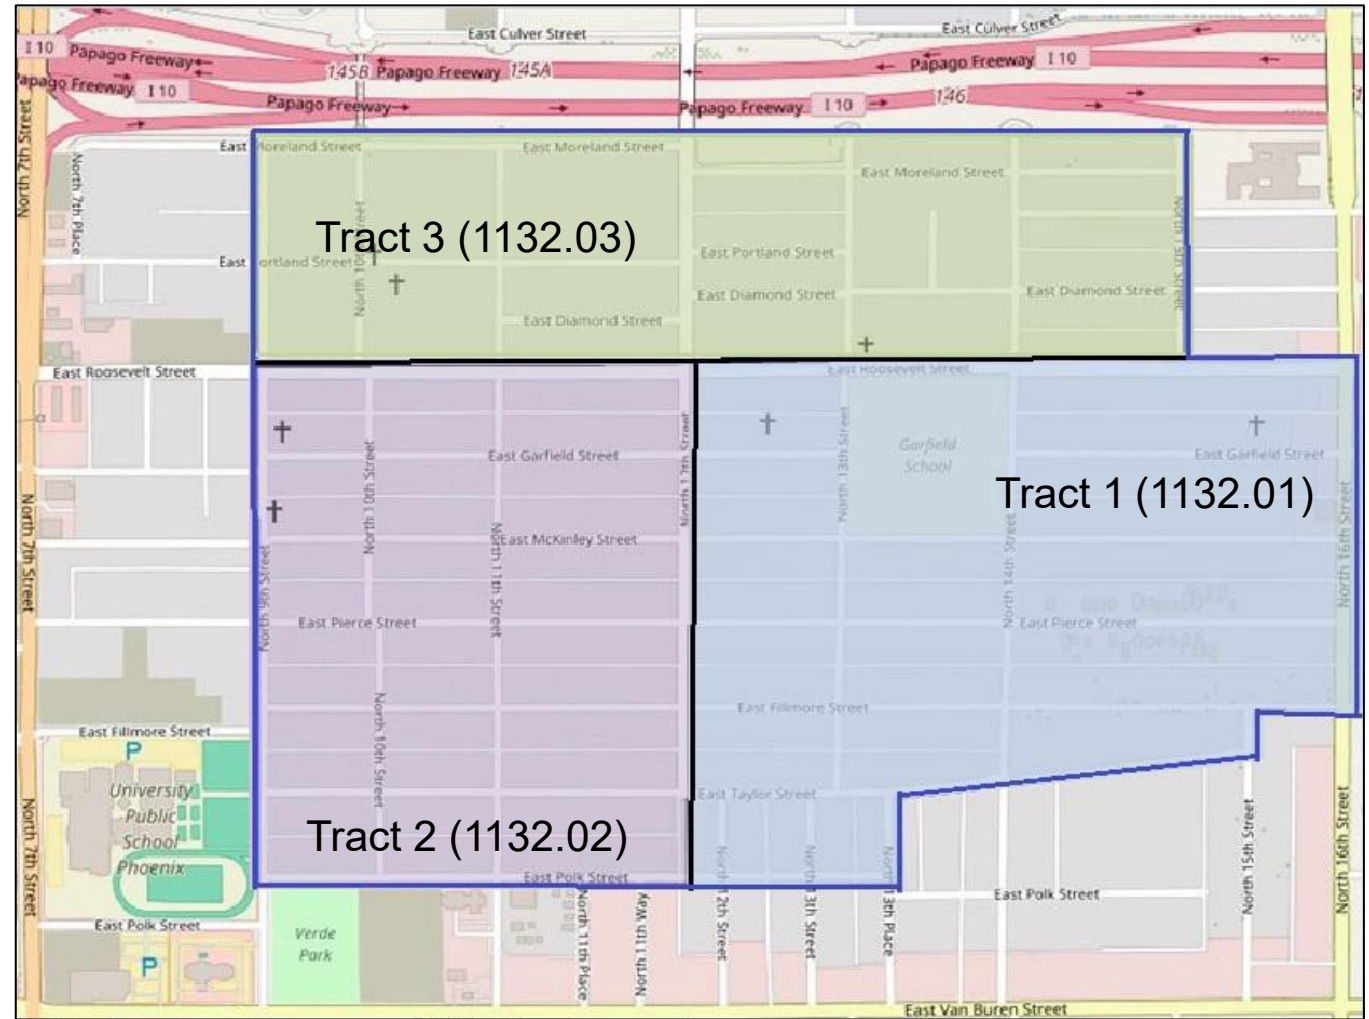 East Culver Street
East Culver Street
I 10
Papago Freeway
145B
Papago Freeway
145A
Papago Freeway
I 10
Papago Freeway
I 10
Papago Freeway
Papago Freeway
I 10
146
North 7th Street
North 7th Place
East Moreland Street
East Moreland Street
East Moreland Street
Tract 3 (1132.03)
North 10th Street
North 15th Street
East Portland Street
East Portland Street
East Diamond Street
East Diamond Street
East Diamond Street
East Roosevelt Street
East Roosevelt Street
North 10th Street
North 12th Street
North 13th Street
Garfield
School
East Garfield Street
East Garfield Street
Tract 1 (1132.01)
North 7th Street
North 9th Street
North 11th Street
East McKinley Street
North 14th Street
North 16th Street
East Pierce Street
East Pierce Street
North 10th Street
East Fillmore Street
East Fillmore Street
P
University
Public
School
Phoenix
Tract 2 (1132.02)
East Taylor Street
North 7th Street
North 15th Street
North 16th Street
East Polk Street
East Polk Street
East Polk Street
North 11th Place
North 11th Way
North 12th Street
North 13th Street
North 13th Place
Verde
Park
P
East Van Buren Street